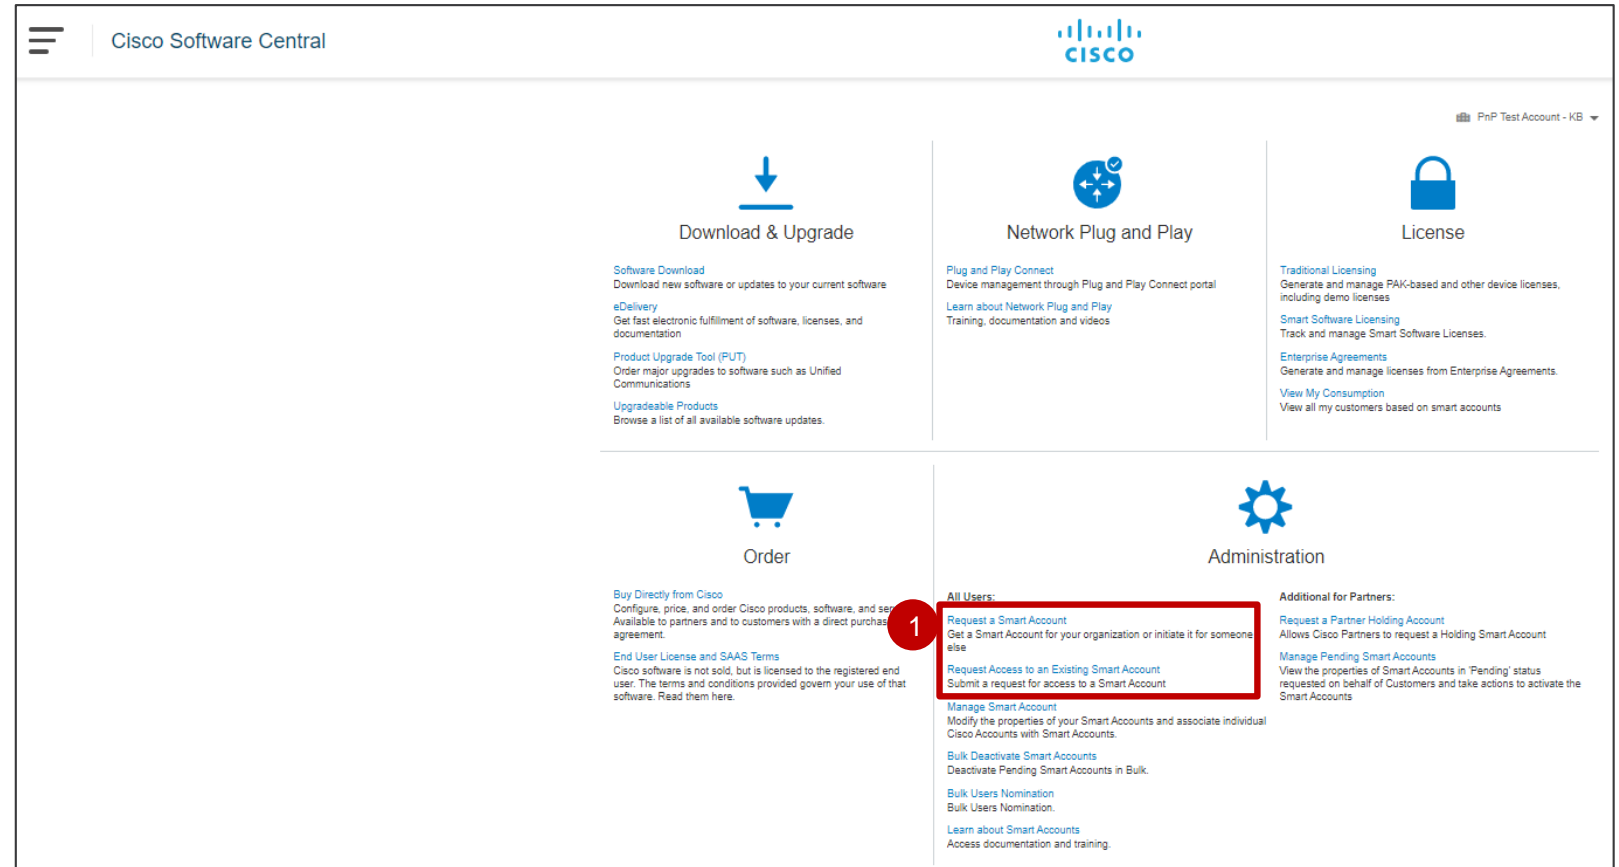 Cisco Software Central
CISCO
PnP Test Account - KB
Download & Upgrade
Software Download
Download new software or updates to your current software
eDelivery
Get fast electronic fulfillment of software, licenses, and
documentation
Product Upgrade Tool (PUT)
Order major upgrades to software such as Unified
Communications
Upgradeable Products
Browse a list of all available software updates.
Network Plug and Play
Plug and Play Connect
Device management through Plug and Play Connect portal
Learn about Network Plug and Play
Training, documentation and videos
License
Traditional Licensing
Generate and manage PAK-based and other device licenses,
including demo licenses
Smart Software Licensing
Track and manage Smart Software Licenses.
Enterprise Agreements
Generate and manage licenses from Enterprise Agreements.
View My Consumption
View all my customers based on smart accounts
Order
Buy Directly from Cisco
Configure, price, and order Cisco products, software, and
Available to partners and to customers with a direct
agreement.
End User License and SAAS Terms
Cisco software is not sold, but is licensed to the registered end
user. The terms and conditions provided govern your use of that
software. Read them here.
Administration
All Users:
1
Request a Smart Account
Get a Smart Account for your organization or initiate it for someone
else
Request Access to an Existing Smart Account
Submit a request for access to a Smart Account
Manage Smart Account
Modify the properties of your Smart Accounts and associate individual
Cisco Accounts with Smart Accounts.
Bulk Deactivate Smart Accounts
Deactivate Pending Smart Accounts in Bulk.
Bulk Users Nomination
Bulk Users Nomination.
Learn about Smart Accounts
Access documentation and training.
Additional for Partners:
Request a Partner Holding Account
Allows Cisco Partners to request a Holding Smart Account
Manage Pending Smart Accounts
View the properties of Smart Accounts in 'Pending' status
requested on behalf of Customers and take actions to activate the
Smart Accounts